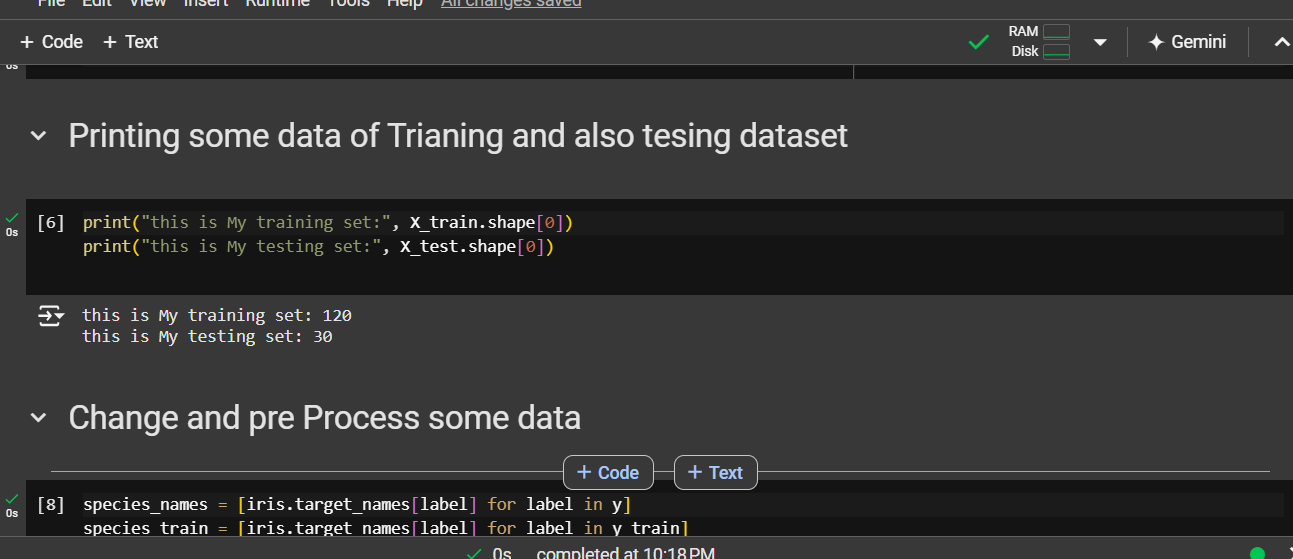 File Edit View Insert Runtime Tools Help All changes saved
+ Code + Text
RAM
Disk
Gemini
0s
Printing some data of Trianing and also tesing dataset
[6] print("this is My training set:", X_train.shape[0])
0s
print("this is My testing set:", X_test.shape[0])
this is My training set: 120
this is My testing set: 30
Change and pre Process some data
+ Code + Text
[8] species_names = [iris.target_names[label] for label in y]
0s
species_train = [iris.target_names[label] for label in y_train]
0s completed at 10:18 PM